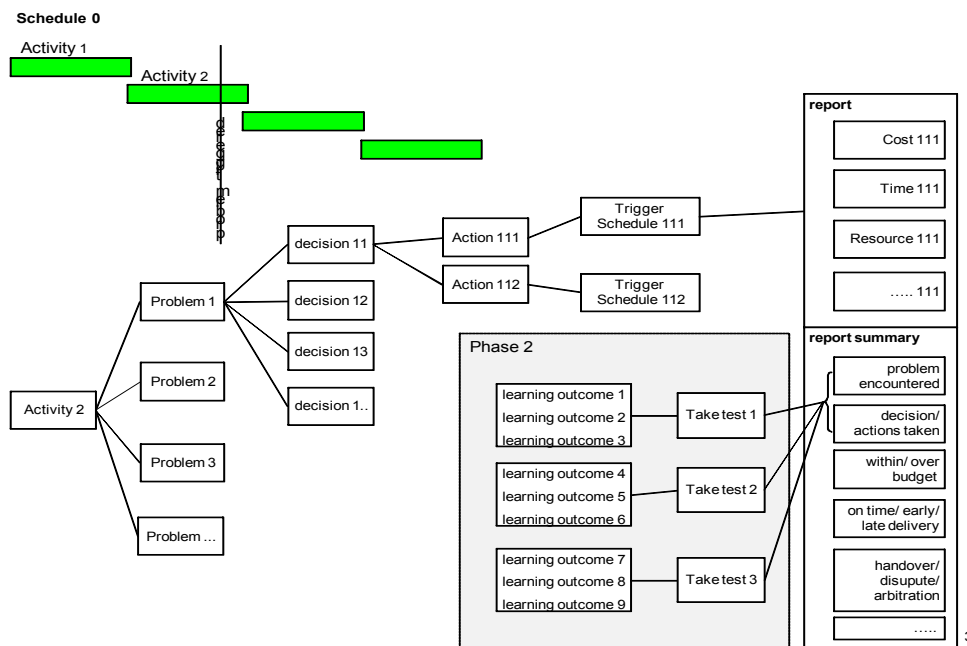 Schedule 0
Activity 1
Activity 2
report
Cost 111
Time 111
Resource 111
..... 111
Trigger
Schedule 111
Trigger
Schedule 112
Action 111
Action 112
decision 11
decision 12
decision 13
decision 1..
Problem 1
Problem 2
Problem 3
Problem ...
Activity 2
Phase 2
learning outcome 1
learning outcome 2
learning outcome 3
Take test 1
learning outcome 4
learning outcome 5
learning outcome 6
Take test 2
learning outcome 7
learning outcome 8
learning outcome 9
Take test 3
report summary
problem
encountered
decision/
actions taken
within/ over
budget
on time/ early/
late delivery
handover/
disupute/
arbitration
.....